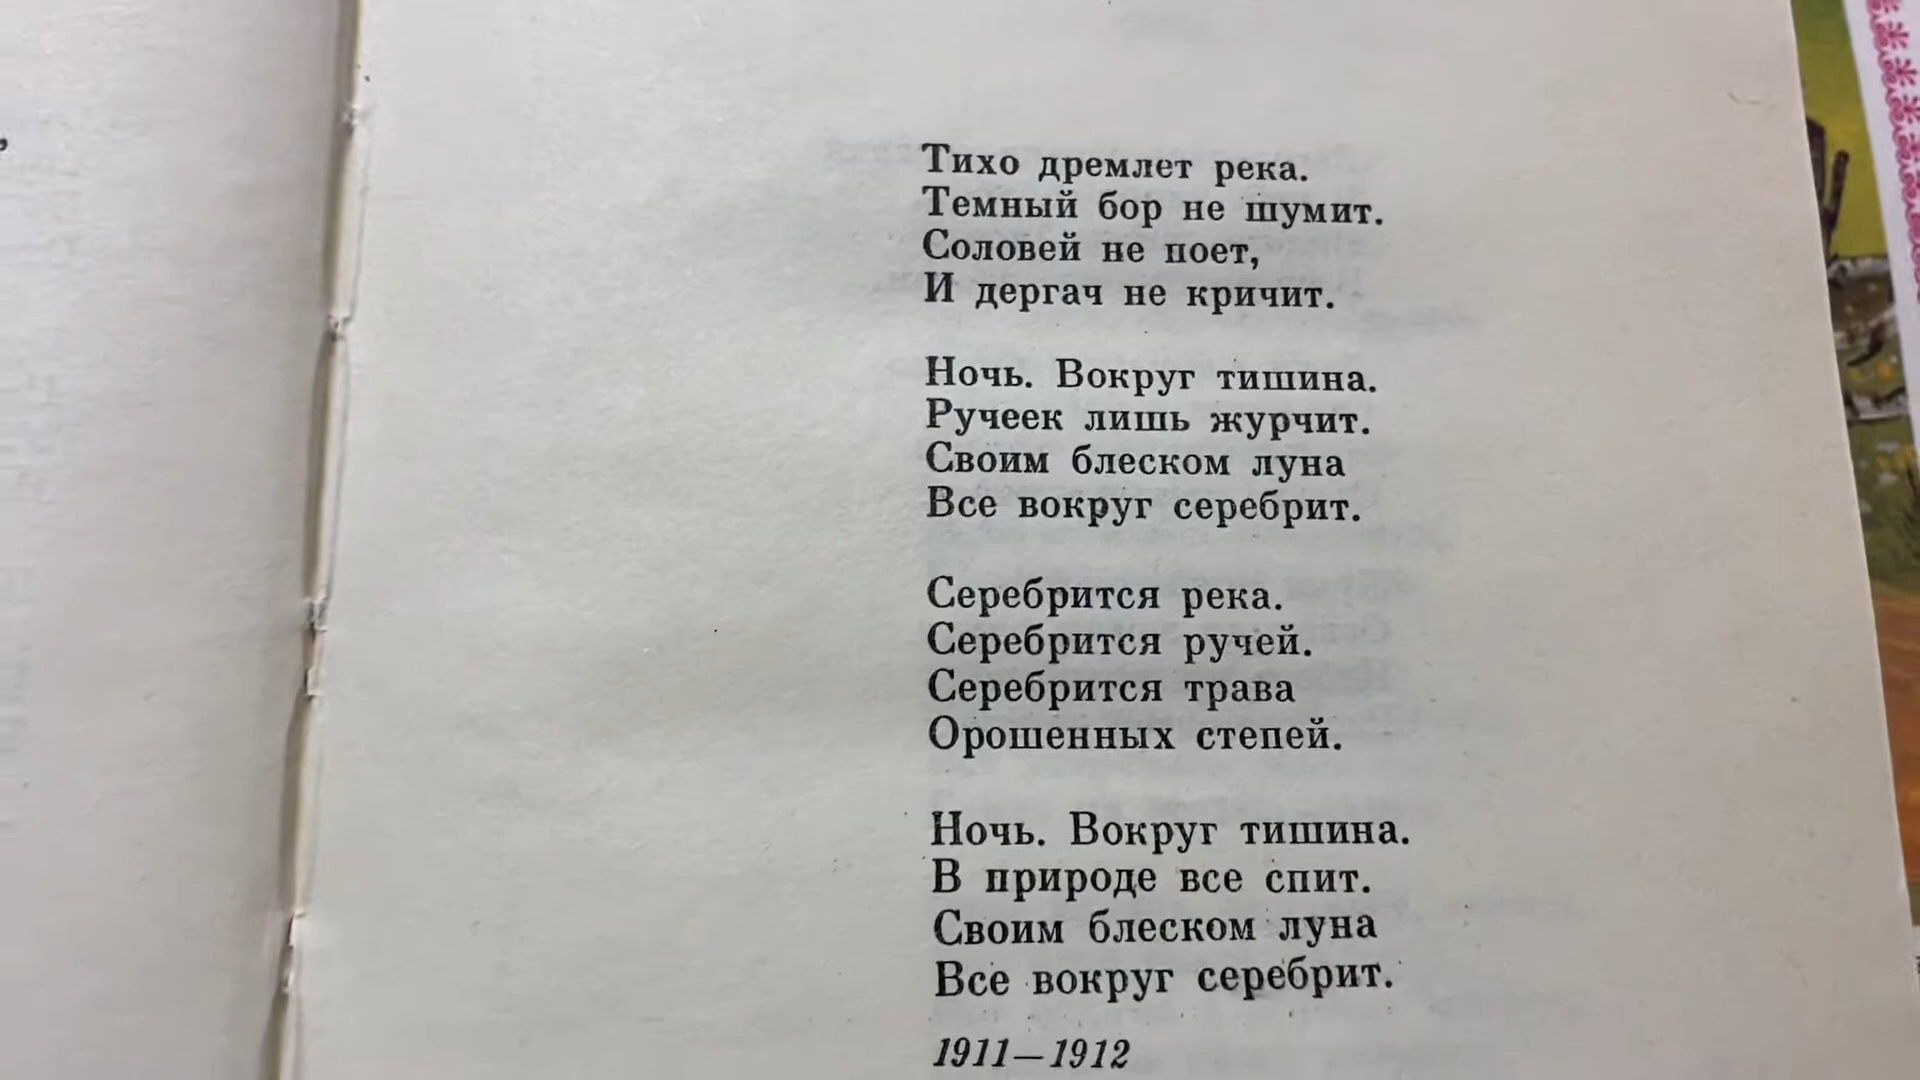 Тихо дремлет река.
Темный бор не шумит.
Соловей не поет,
И дергач не кричит.
Ночь. Вокруг тишина.
Ручеек лишь журчит.
Своим блеском луна
Все вокруг серебрит.
Серебрится река.
Серебрится ручей.
Серебрится трава
Орошенных степей.
Ночь. Вокруг тишина.
В природе все спит.
Своим блеском луна
Все вокруг серебрит.
1911—1912